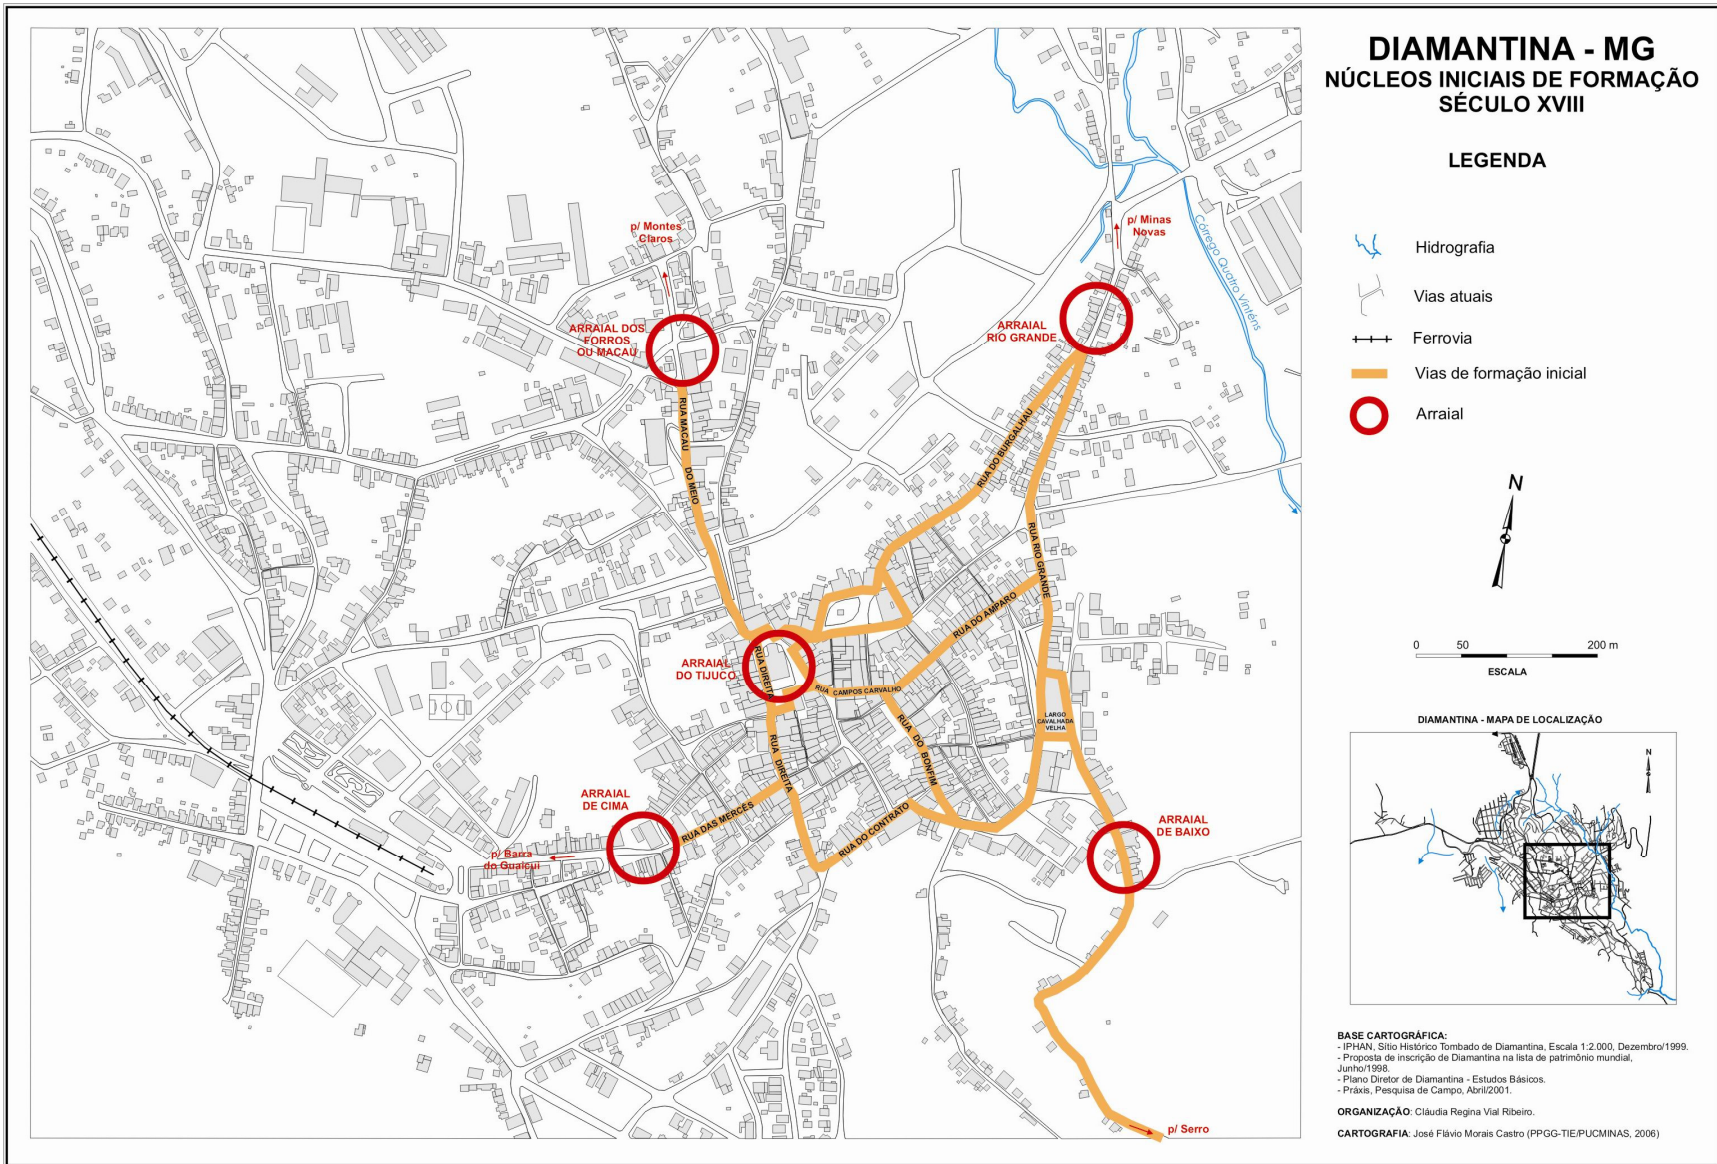 DIAMANTINA - MG
NÚCLEOS INICIAIS DE FORMAÇÃO
SÉCULO XVIII
LEGENDA
Hidrografia
Vias atuais
Ferrovia
Vias de formação inicial
Arraial
N
0 50 200 m
ESCALA
DIAMANTINA - MAPA DE LOCALIZAÇÃO
N
BASE CARTOGRÁFICA:
- IPHAN, Sítio Histórico Tombado de Diamantina, Escala 1:2.000, Dezembro/1999.
- Proposta de inscrição de Diamantina na lista de patrimônio mundial,
Junho/1998.
- Plano Diretor de Diamantina - Estudos Básicos.
- Práxis, Pesquisa de Campo, Abril/2001.
ORGANIZAÇÃO: Cláudia Regina Vial Ribeiro.
CARTOGRAFIA: José Flávio Morais Castro (PPGG-TIE/PUCMINAS, 2006)
p/ Montes
Claros
p/ Minas
Novas
Córrego Quatro Vinténs
ARRAIAL DOS
FORROS
OU MACAU
ARRAIAL
RIO GRANDE
RUA MACAU DO MEIO
RUA DO BURGALHAU
RUA RIO GRANDE
RUA DO AMPARO
ARRAIAL
DO TIJUCO
RUA DIREITA
RUA CAMPOS CARVALHO
LARGO
CAVALHADA
VELHA
RUA DO BONFIM
RUA DIREITA
ARRAIAL
DE CIMA
RUA DAS MERCÊS
RUA DO CONTRATO
ARRAIAL
DE BAIXO
p/ Barra
do Guaicuí
p/ Serro